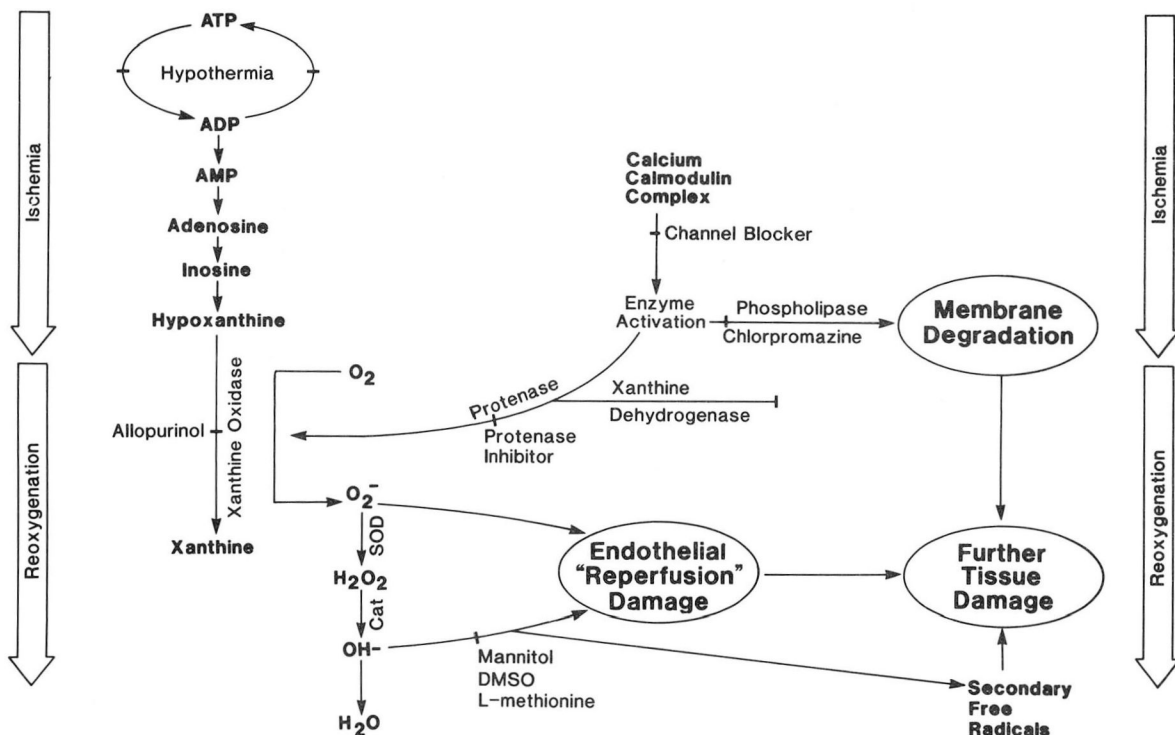 Ischemia
Reoxygenation
ATP
Hypothermia
ADP
AMP
Adenosine
Inosine
Hypoxanthine
Xanthine Oxidase
Allopurinol
Xanthine
O₂
O₂⁻
SOD
H₂O₂
Cat
OH-
H₂O
Calcium
Calmodulin
Complex
Channel Blocker
Enzyme
Activation
Phospholipase
Chlorpromazine
Membrane
Degradation
Protenase
Protenase
Inhibitor
Xanthine
Dehydrogenase
Endothelial
"Reperfusion"
Damage
Mannitol
DMSO
L-methionine
Further
Tissue
Damage
Secondary
Free
Radicals
Ischemia
Reoxygenation